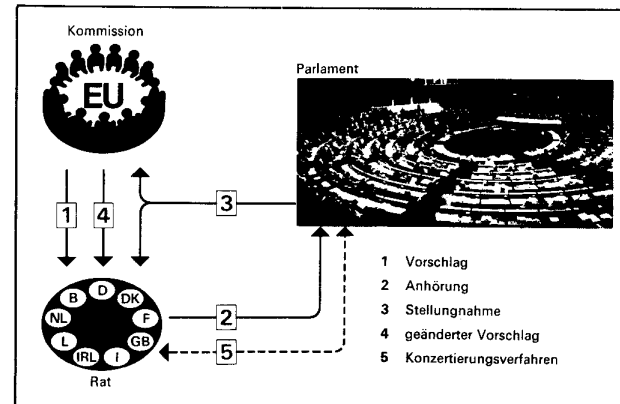 Kommission
EU
Parlament
1 4
3
2
5
D
B DK
NL F
L GB
IRL I
Rat
1 Vorschlag
2 Anhörung
3 Stellungnahme
4 geänderter Vorschlag
5 Konzertierungsverfahren